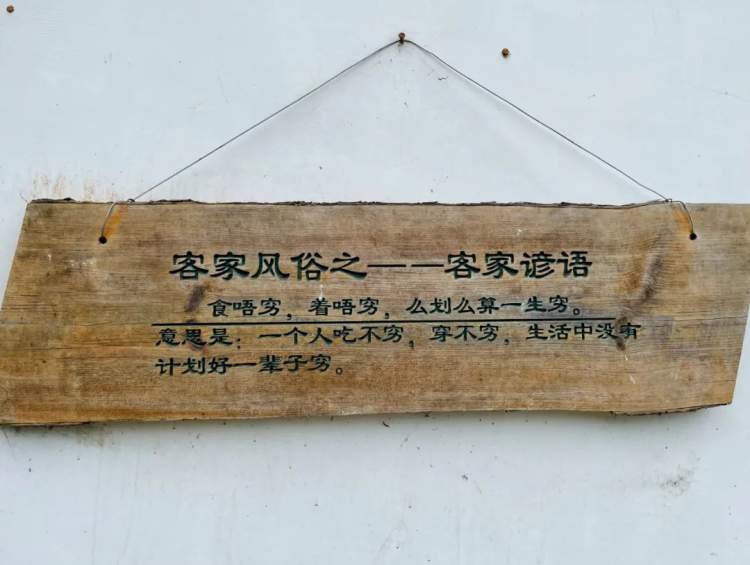 客家风俗之———客家谚语
食唔穷，着唔穷，么划么算一生穷。
意思是：一个人吃不穷，穿不穷，生活中没有
计划好一辈子穷。